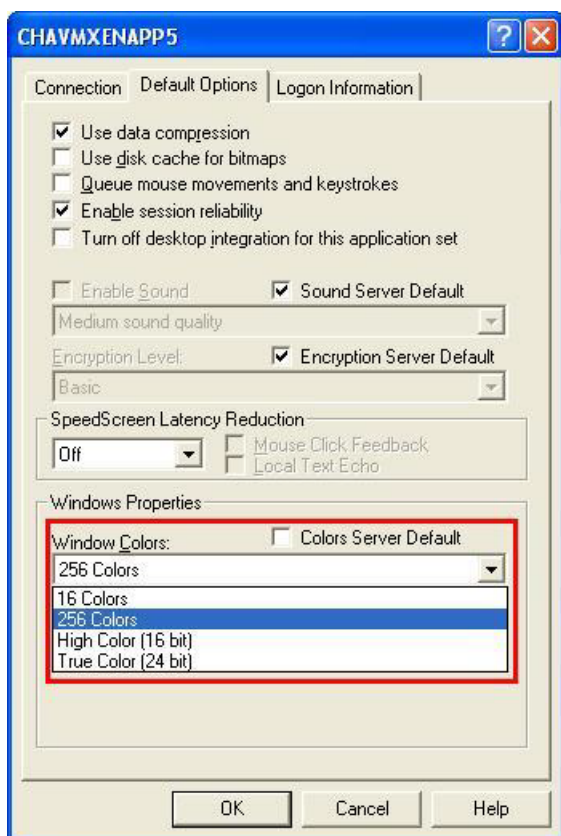 CHAVMXENAPP5
Connection Default Options Logon Information
Use data compression
Use disk cache for bitmaps
Queue mouse movements and keystrokes
Enable session reliability
Turn off desktop integration for this application set
Enable Sound Sound Server Default
Medium sound quality
Encryption Level: Encryption Server Default
Basic
SpeedScreen Latency Reduction
Off Mouse Click Feedback
Local Text Echo
Windows Properties
Window Colors: Colors Server Default
256 Colors
16 Colors
256 Colors
High Color (16 bit)
True Color (24 bit)
OK Cancel Help